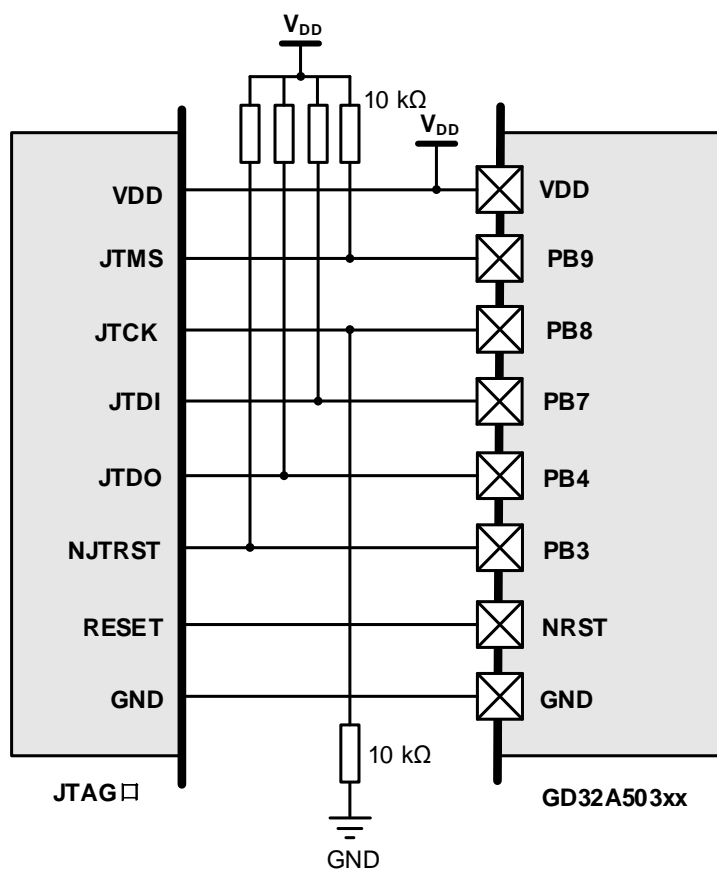 VDD
10 kΩ
VDD
VDD
VDD
JTMS
PB9
JTCK
PB8
JTDI
PB7
JTDO
PB4
NJTRST
PB3
RESET
NRST
GND
GND
10 kΩ
JTAG口
GD32A503xx
GND